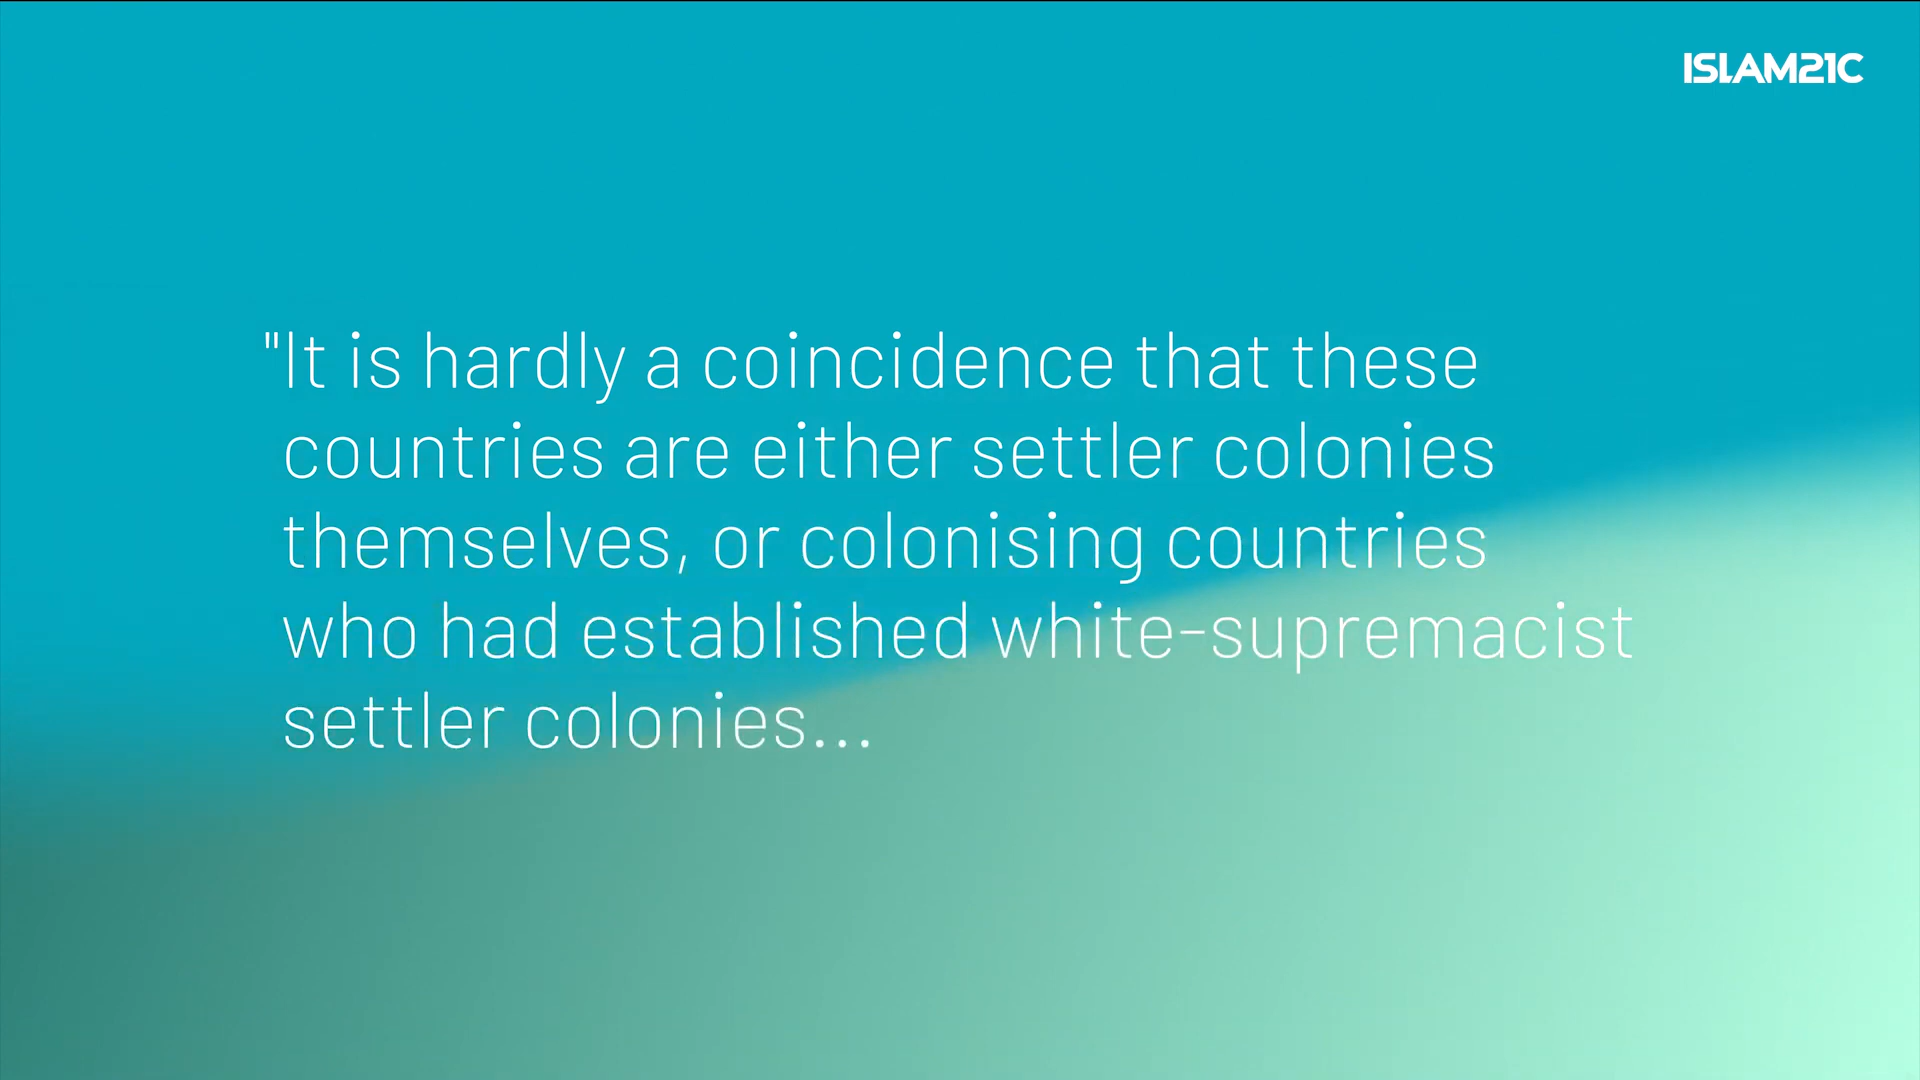 ISLAM21C
"It is hardly a coincidence that these
countries are either settler colonies
themselves, or colonising countries
who had established white-supremacist
settler colonies...